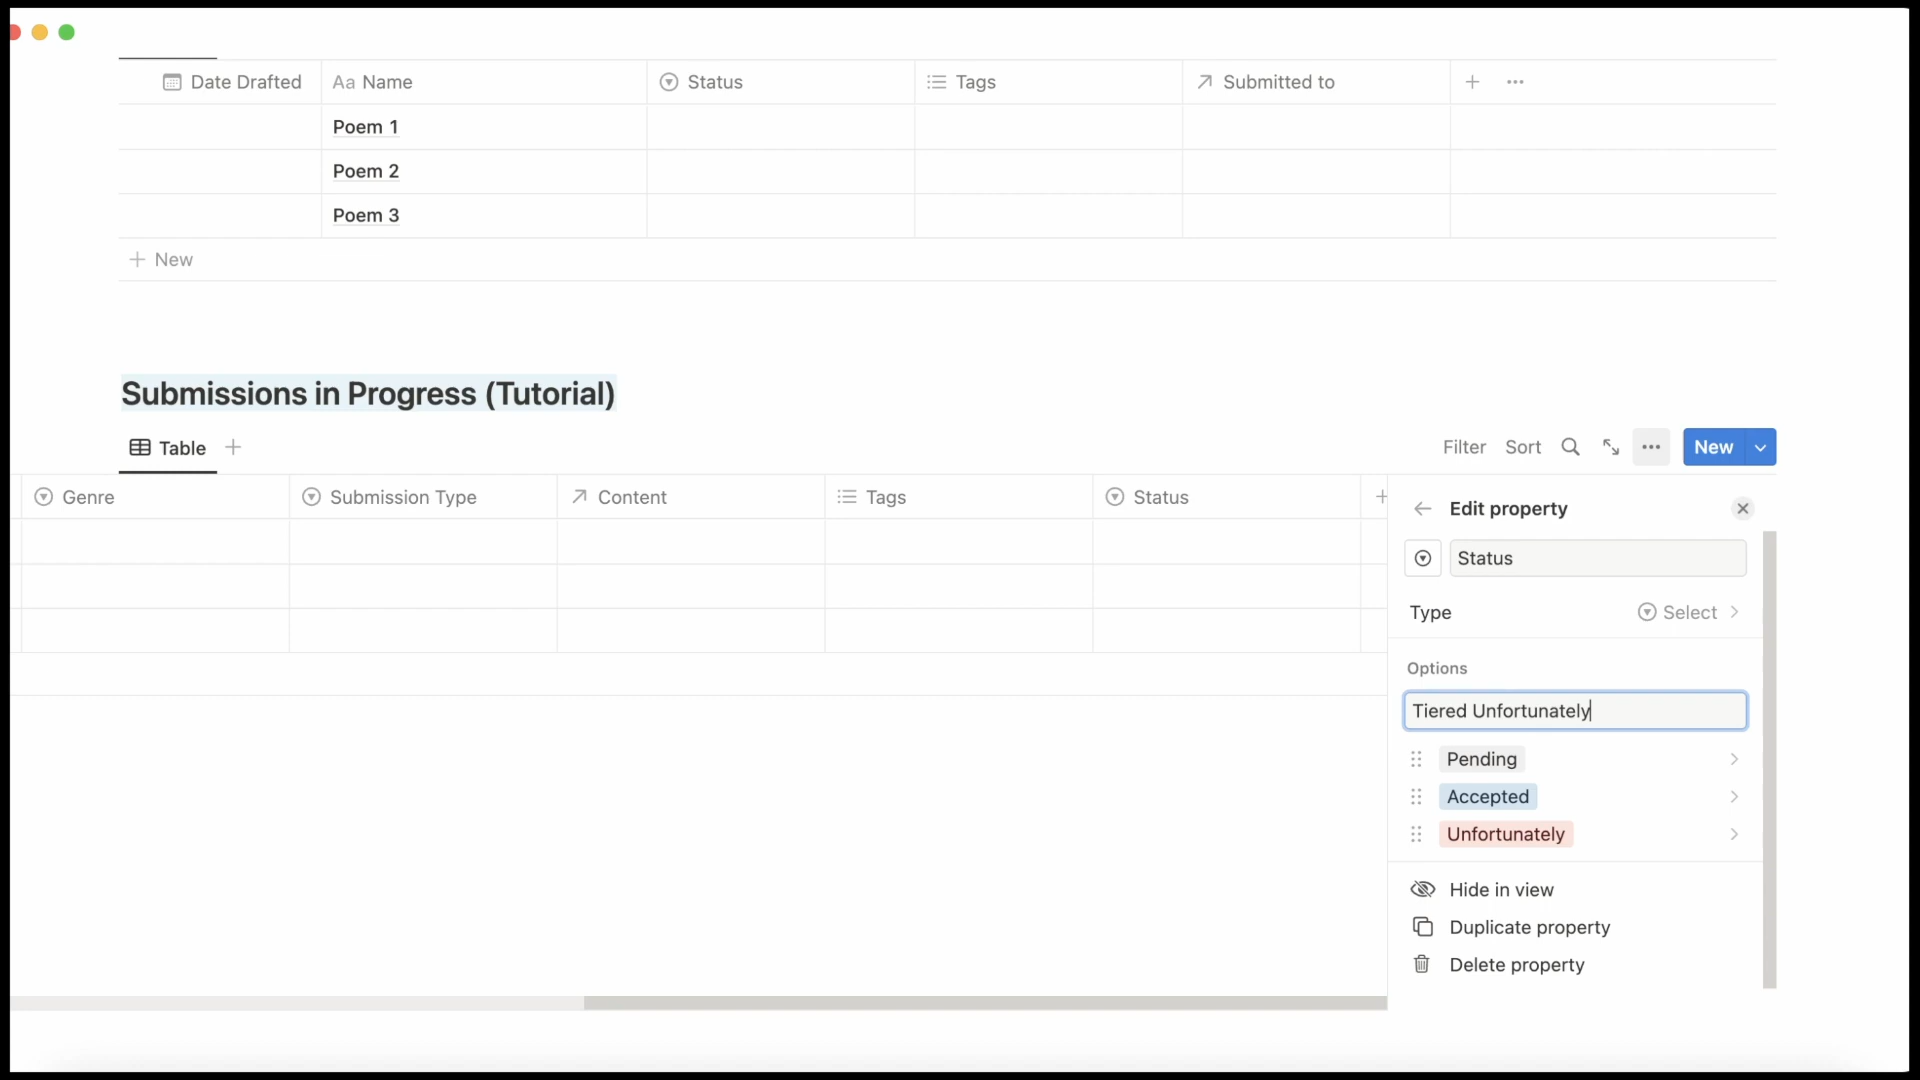 Date Drafted Aa Name Status Tags Submitted to
Poem 1
Poem 2
Poem 3
New
Submissions in Progress (Tutorial)
Table Filter Sort New
Genre Submission Type Content Tags Status
Edit property
Status
Type Select
Options
Tiered Unfortunately
Pending
Accepted
Unfortunately
Hide in view
Duplicate property
Delete property